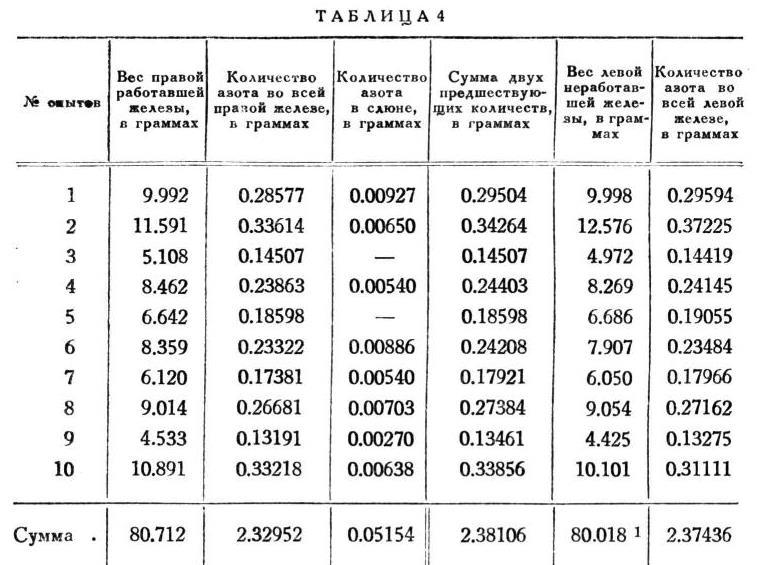 ТАБЛИЦА 4
№ опытов | Вес правой работавшей железы, в граммах | Количество азота во всей правой железе, в граммах | Количество азота в слюне, в граммах | Сумма двух предшествующих количеств, в граммах | Вес левой неработавшей железы, в граммах | Количество азота во всей левой железе, в граммах
1 9.992 0.28577 0.00927 0.29504 9.998 0.29594
2 11.591 0.33614 0.00650 0.34264 12.576 0.37225
3 5.108 0.14507 — 0.14507 4.972 0.14419
4 8.462 0.23863 0.00540 0.24403 8.269 0.24145
5 6.642 0.18598 — 0.18598 6.686 0.19055
6 8.359 0.23322 0.00886 0.24208 7.907 0.23484
7 6.120 0.17381 0.00540 0.17921 6.050 0.17966
8 9.014 0.26681 0.00703 0.27384 9.054 0.27162
9 4.533 0.13191 0.00270 0.13461 4.425 0.13275
10 10.891 0.33218 0.00638 0.33856 10.101 0.31111
Сумма . 80.712 2.32952 0.05154 2.38106 80.018 1 2.37436